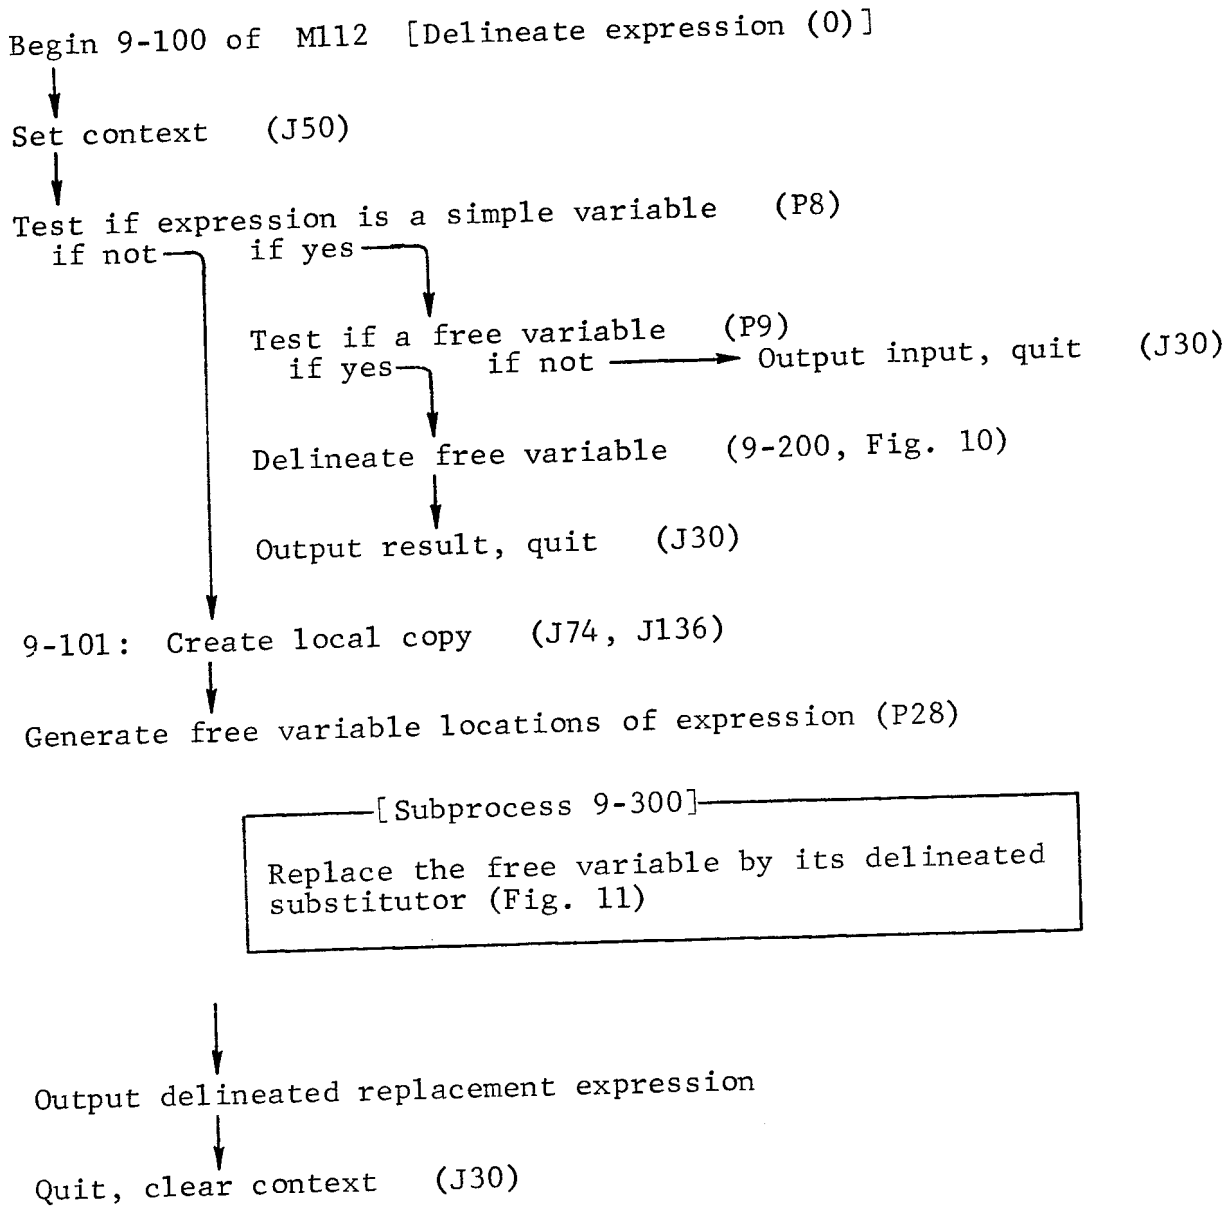 Begin 9-100 of M112 [Delineate expression (0)]
Set context (J50)
Test if expression is a simple variable (P8)
if not if yes
Test if a free variable (P9)
if yes if not Output input, quit (J30)
Delineate free variable (9-200, Fig. 10)
Output result, quit (J30)
9-101: Create local copy (J74, J136)
Generate free variable locations of expression (P28)
[Subprocess 9-300]
Replace the free variable by its delineated
substitutor (Fig. 11)
Output delineated replacement expression
Quit, clear context (J30)